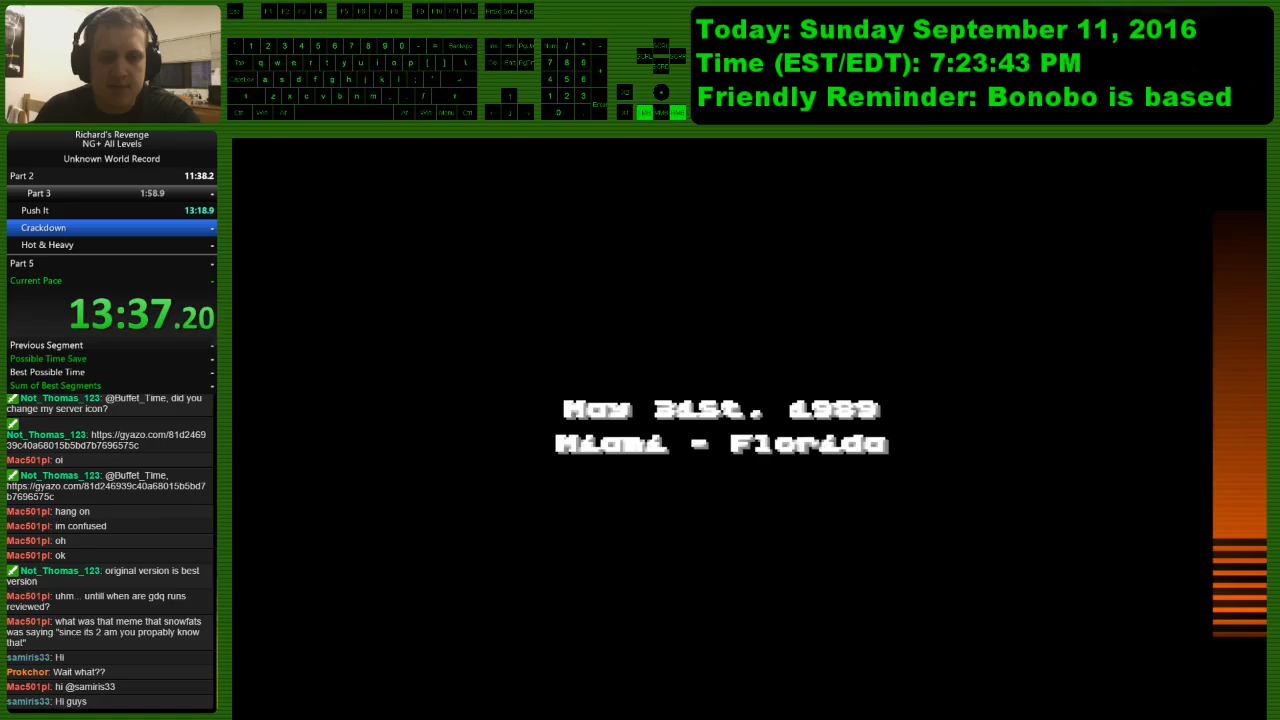 Today: Sunday September 11, 2016
Time (EST/EDT): 7:23:43 PM
Friendly Reminder: Bonobo is based
Richard's Revenge
NG+ All Levels
Unknown World Record
Part 2 11:38.2
Part 3 1:58.9 -
Push It 13:18.9
Crackdown -
Hot & Heavy -
Part 5 -
Current Pace -
13:37.20
Previous Segment -
Possible Time Save -
Best Possible Time -
Sum of Best Segments -
Not_Thomas_123: @Buffet_Time, did you
change my server icon?
Not_Thomas_123: https://gyazo.com/81d2469
39c40a68015b5bd7b7696575c
Mac501pl: oi
Not_Thomas_123: @Buffet_Time,
https://gyazo.com/81d246939c40a68015b5bd7
b7696575c
Mac501pl: hang on
Mac501pl: im confused
Mac501pl: oh
Mac501pl: ok
Not_Thomas_123: original version is best
version
Mac501pl: uhm... untill when are gdq runs
reviewed?
Mac501pl: what was that meme that snowfats
was saying "since its 2 am you propably know
that"
samiris33: Hi
Prokchor: Wait what??
Mac501pl: hi @samiris33
samiris33: Hi guys
May 31st. 1989
Miami - Florida